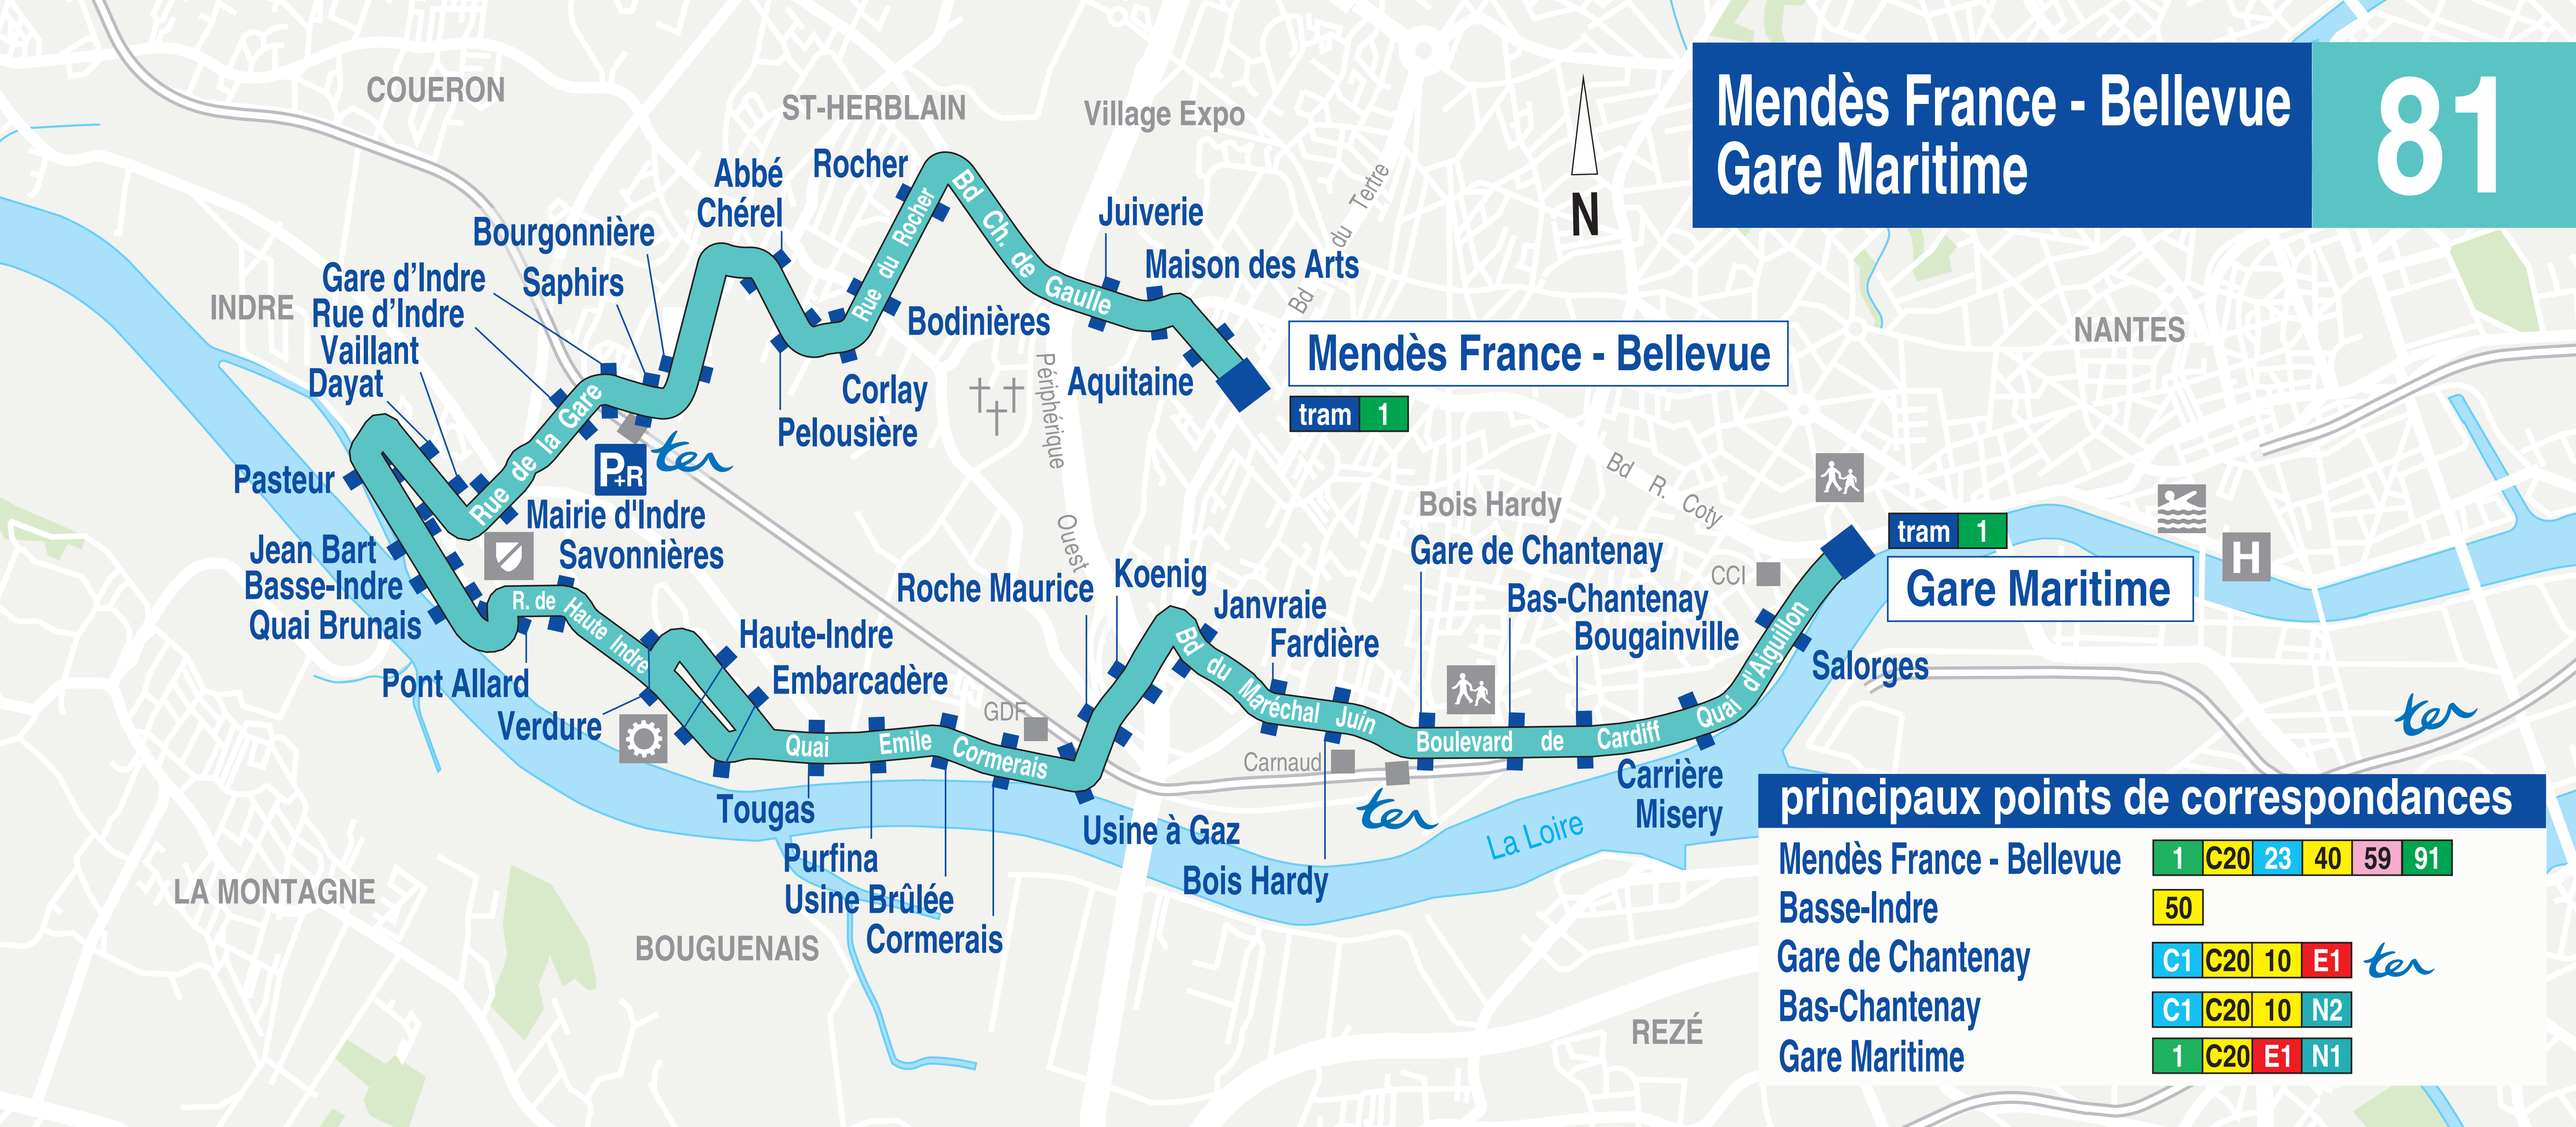 Mendès France - Bellevue
Gare Maritime
81
COUERON
ST-HERBLAIN
Village Expo
Abbé
Chérel
Rocher
Bd du Tertre
N
Juiverie
Bourgonnière
Saphirs
Gare d’Indre
Rue d’Indre
Vaillant
Dayat
INDRE
Rue du Rocher
Bd Ch. de Gaulle
Maison des Arts
Bodinières
Corlay
Pelousière
Périphérique Ouest
Aquitaine
Mendès France - Bellevue
tram 1
NANTES
Rue de la Gare
P+R
ter
Pasteur
Mairie d'Indre
Savonnières
Jean Bart
Basse-Indre
Quai Brunais
R. de Haute Indre
Pont Allard
Verdure
Haute-Indre
Embarcadère
Roche Maurice
Koenig
Janvraie
Fardière
Bd R. Coty
Bois Hardy
Gare de Chantenay
Bas-Chantenay
Bougainville
CCI
tram 1
Gare Maritime
H
Salorges
GDF
Quai Emile Cormerais
Bd du Maréchal Juin
Boulevard de Cardiff
Quai d'Aiguillon
Carnaud
ter
Carrière
Misery
La Loire
Tougas
Purfina
Usine Brûlée
Cormerais
Usine à Gaz
Bois Hardy
LA MONTAGNE
BOUGUENAIS
REZÉ
ter
principaux points de correspondances
Mendès France - Bellevue 1 C20 23 40 59 91
Basse-Indre 50
Gare de Chantenay C1 C20 10 E1 ter
Bas-Chantenay C1 C20 10 N2
Gare Maritime 1 C20 E1 N1